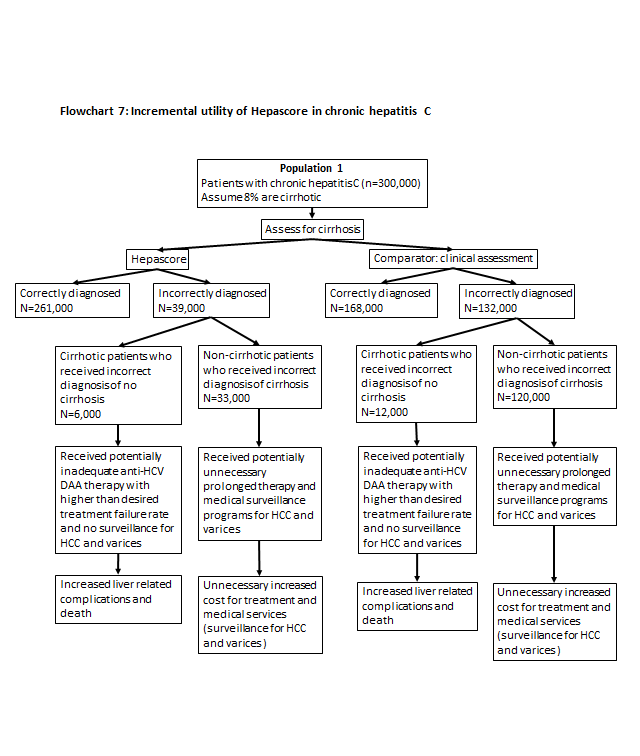 Flowchart 7: Incremental utility of Hepascore in chronic hepatitis C
Population 1
Patients with chronic hepatitis C (n=300,000)
Assume 8% are cirrhotic
Assess for cirrhosis
Hepascore
Comparator: clinical assessment
Correctly diagnosed
N=261,000
Incorrectly diagnosed
N=39,000
Correctly diagnosed
N=168,000
Incorrectly diagnosed
N=132,000
Cirrhotic patients who
received incorrect
diagnosis of no
cirrhosis
N=6,000
Non-cirrhotic patients
who received incorrect
diagnosis of cirrhosis
N=33,000
Cirrhotic patients who
received incorrect
diagnosis of no
cirrhosis
N=12,000
Non-cirrhotic patients
who received incorrect
diagnosis of cirrhosis
N=120,000
Received potentially
inadequate anti-HCV
DAA therapy with
higher than desired
treatment failure rate
and no surveillance for
HCC and varices
Received potentially
unnecessary
prolonged therapy and
medical surveillance
programs for HCC and
varices
Received potentially
inadequate anti-HCV
DAA therapy with
higher than desired
treatment failure rate
and no surveillance for
HCC and varices
Received potentially
unnecessary prolonged
therapy and medical
surveillance programs
for HCC and varices
Increased liver related
complications and
death
Unnecessary increased
cost for treatment and
medical services
(surveillance for HCC
and varices)
Increased liver related
complications and
death
Unnecessary increased
cost for treatment and
medical services
(surveillance for HCC
and varices)